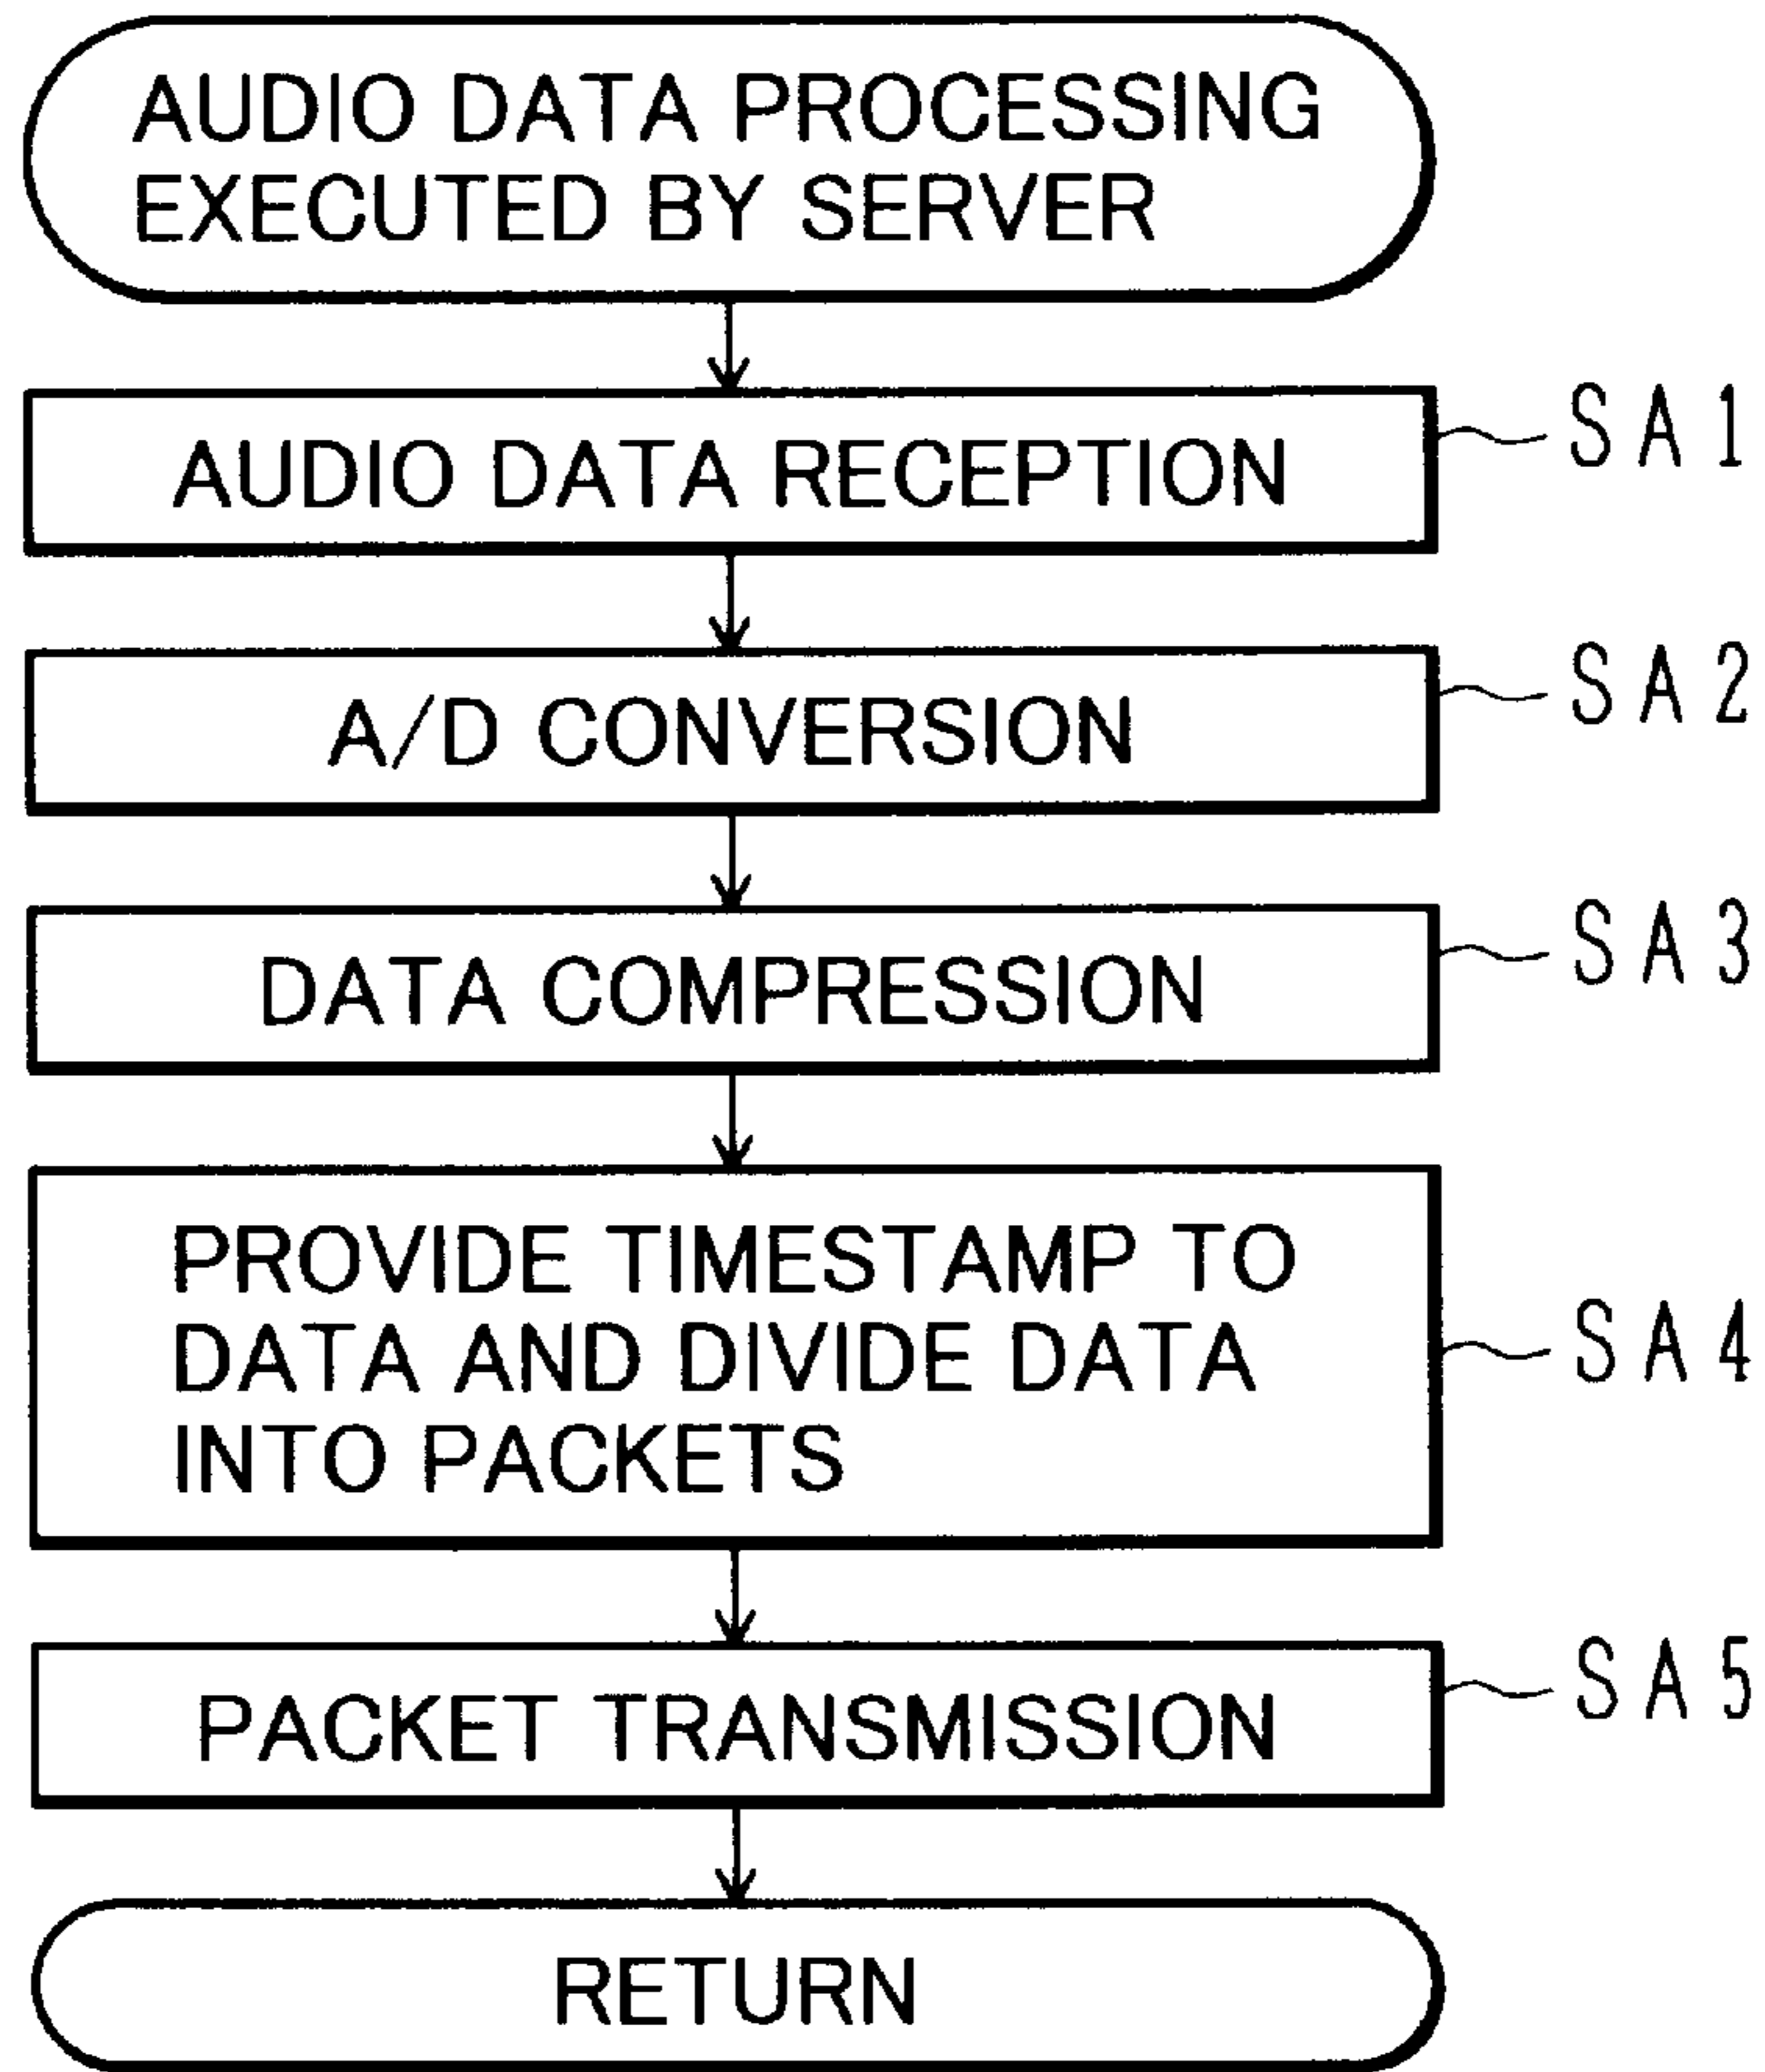 AUDIO DATA PROCESSING
EXECUTED BY SERVER
AUDIO DATA RECEPTION
SA1
A/D CONVERSION
SA2
DATA COMPRESSION
SA3
PROVIDE TIMESTAMP TO
DATA AND DIVIDE DATA
INTO PACKETS
SA4
PACKET TRANSMISSION
SA5
RETURN